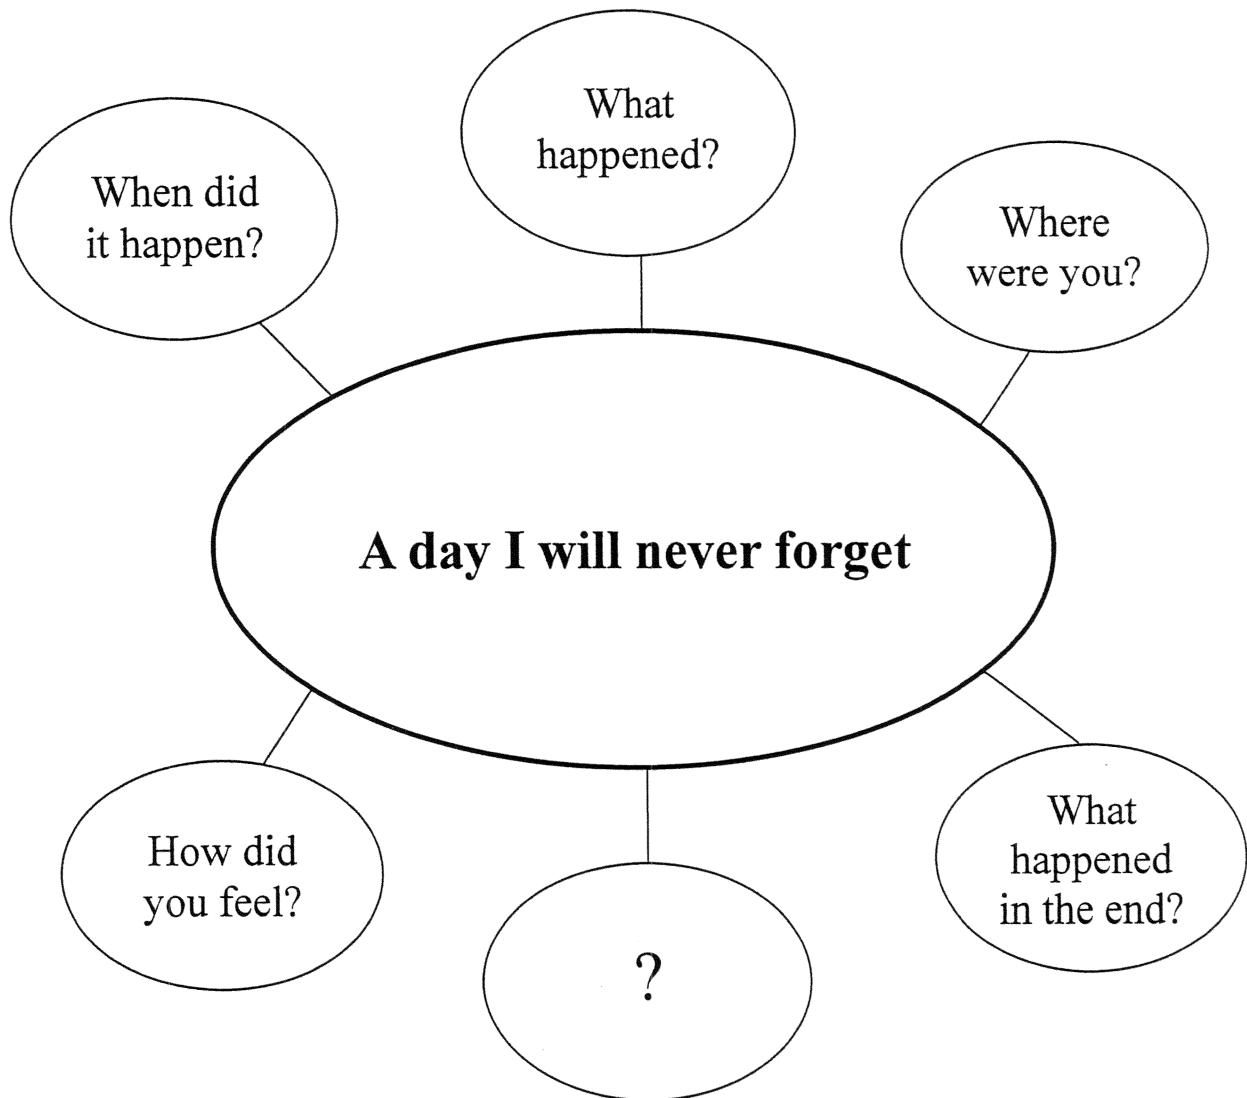 What
happened?
When did
it happen?
Where
were you?
A day I will never forget
How did
you feel?
?
What
happened
in the end?